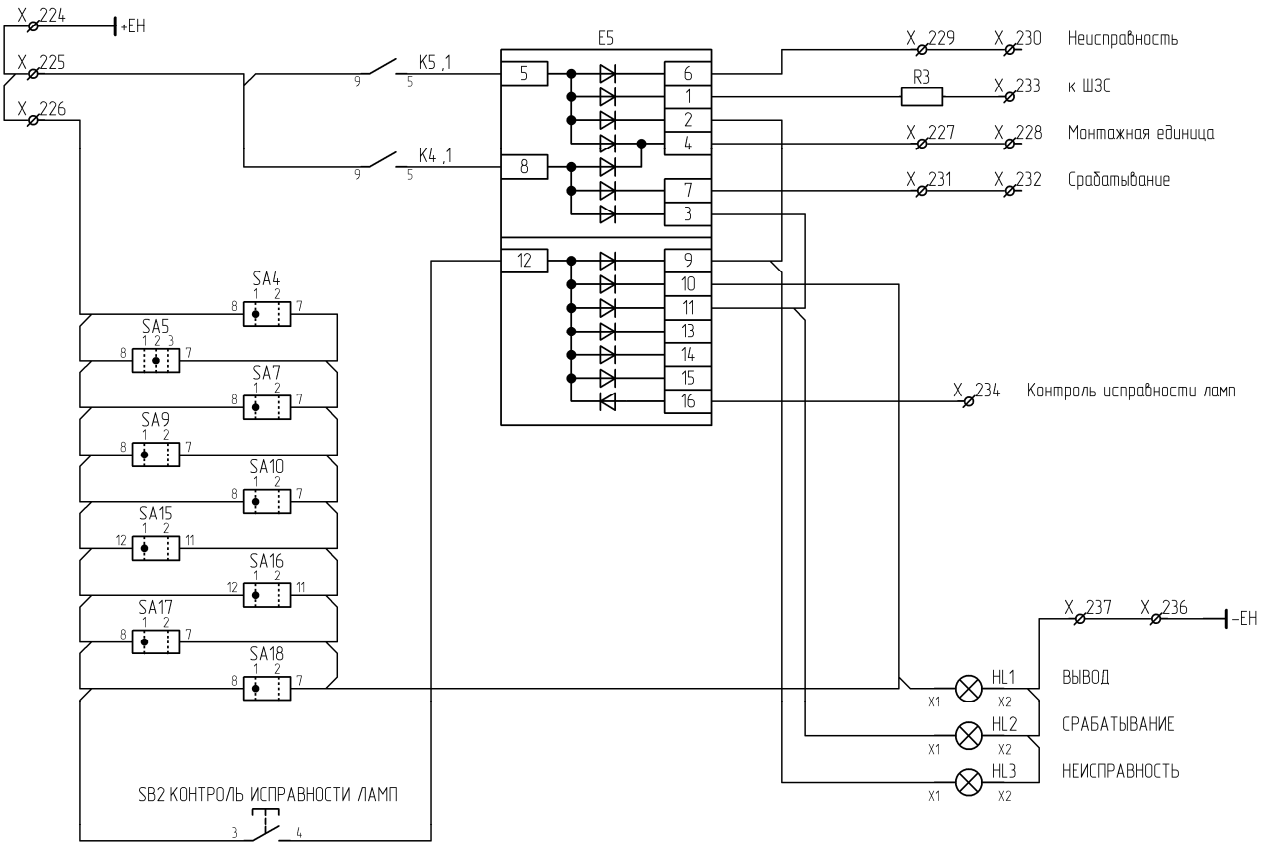 X 224 +ЕН
X 225
X 226
9 K5,1 5
9 K4,1 5
E5
5 6
1
2
4
8
7
3
12 9
10
11
13
14
15
16
X 229 X 230 Неисправность
R3 X 233 к ШЗС
X 227 X 228 Монтажная единица
X 231 X 232 Срабатывание
X 234 Контроль исправности ламп
SA4
1 2
8 7
SA5
1 2 3
8 7
SA7
1 2
8 7
SA9
1 2
8 7
SA10
1 2
8 7
SA15
1 2
12 11
SA16
1 2
12 11
SA17
1 2
8 7
SA18
1 2
8 7
X 237 X 236 -ЕН
HL1 ВЫВОД
X1 X2
HL2 СРАБАТЫВАНИЕ
X1 X2
HL3 НЕИСПРАВНОСТЬ
X1 X2
SB2 КОНТРОЛЬ ИСПРАВНОСТИ ЛАМП
3 4